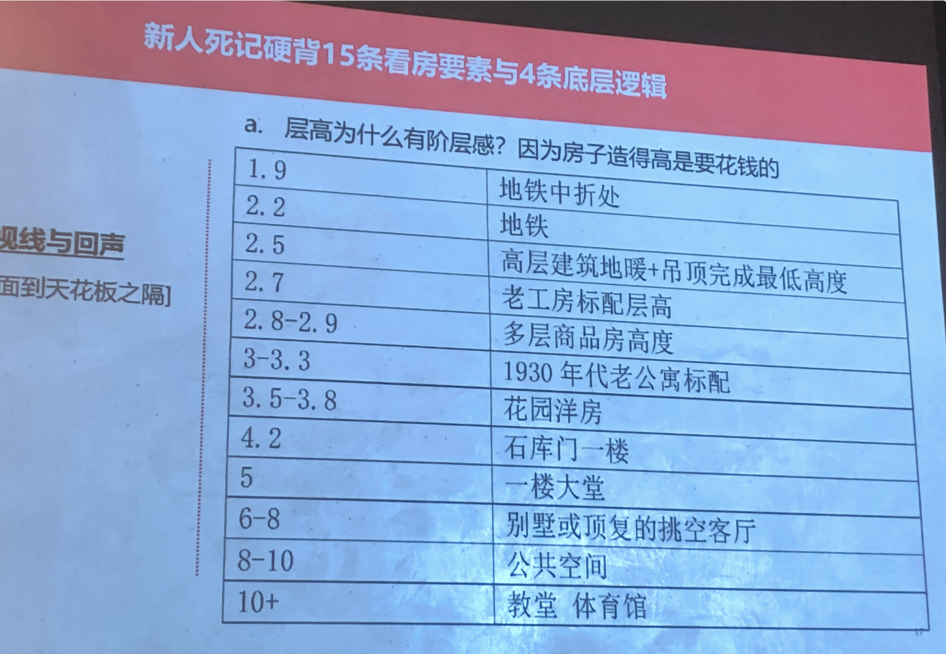 新人死记硬背15条看房要素与4条底层逻辑
a. 层高为什么有阶层感？因为房子造得高是要花钱的
视线与回声
面到天花板之隔]
1.9 地铁中折处
2.2 地铁
2.5 高层建筑地暖+吊顶完成最低高度
2.7 老工房标配层高
2.8-2.9 多层商品房高度
3-3.3 1930年代老公寓标配
3.5-3.8 花园洋房
4.2 石库门一楼
5 一楼大堂
6-8 别墅或顶复的挑空客厅
8-10 公共空间
10+ 教堂 体育馆
17